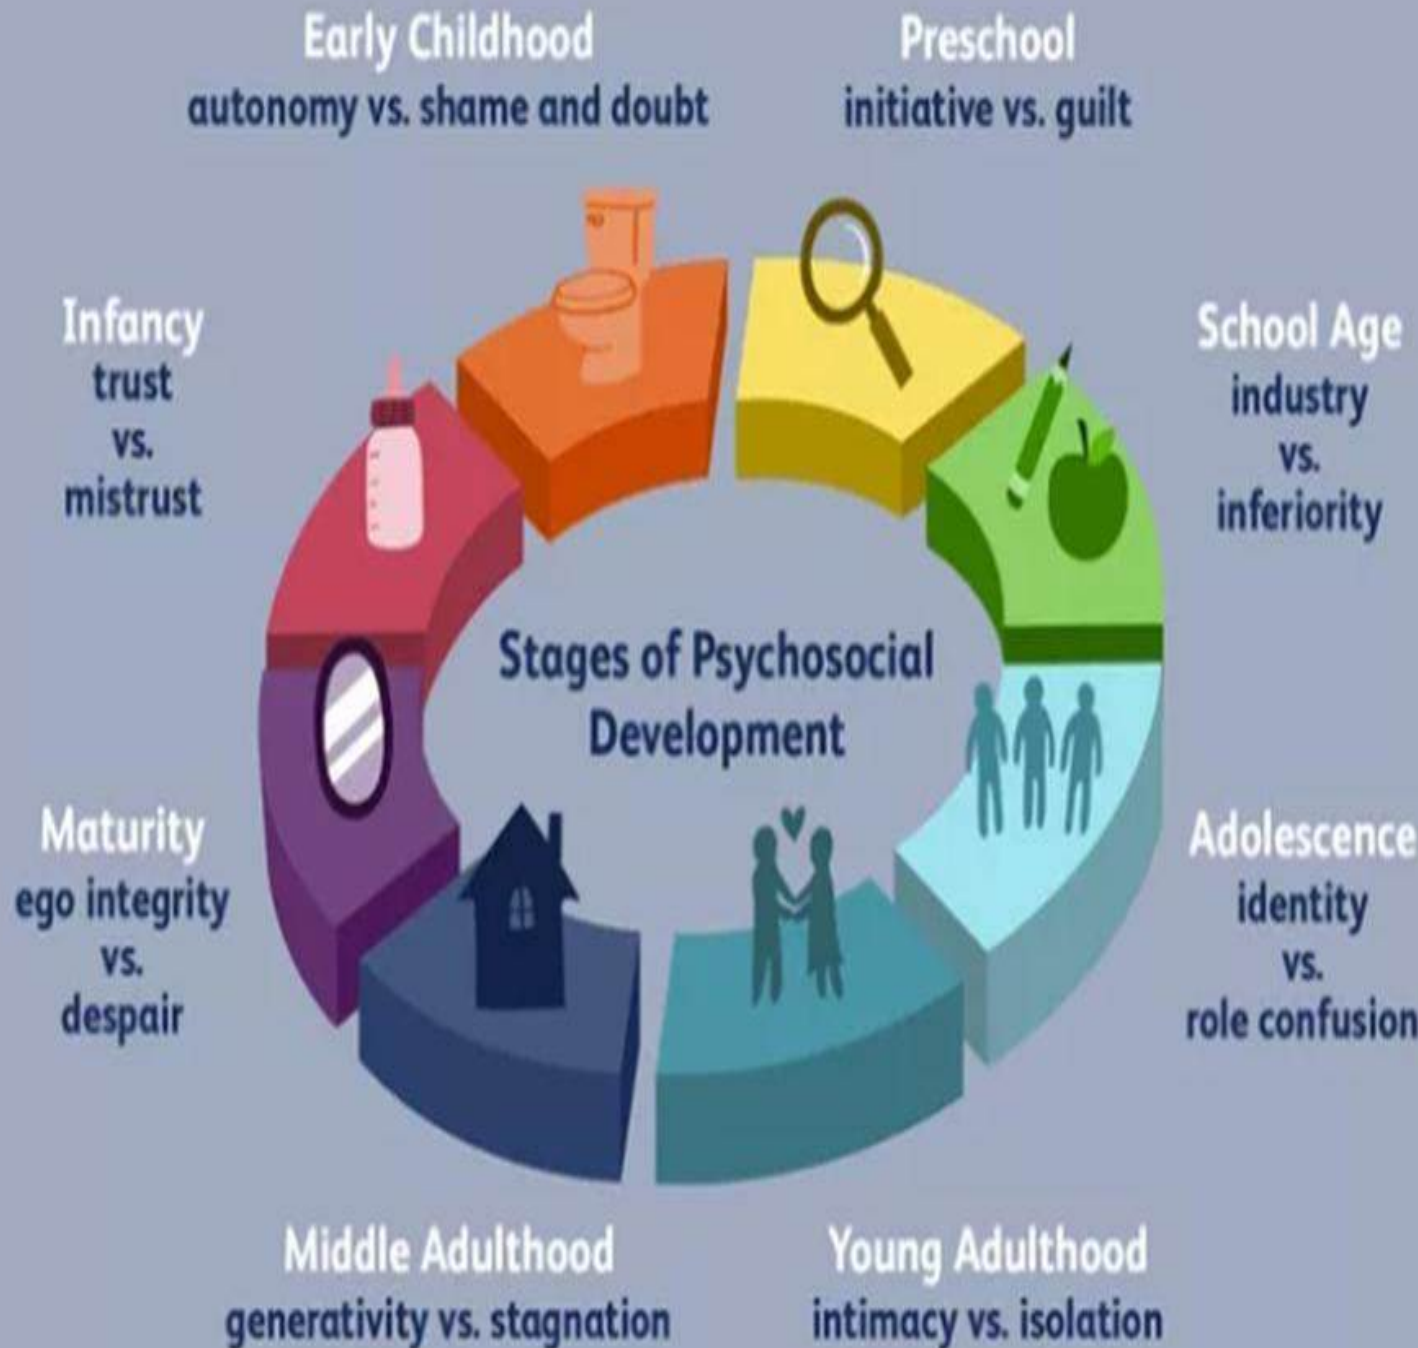 Early Childhood
autonomy vs. shame and doubt
Preschool
initiative vs. guilt
Infancy
trust
vs.
mistrust
School Age
industry
vs.
inferiority
Stages of Psychosocial
Development
Maturity
ego integrity
vs.
despair
Adolescence
identity
vs.
role confusion
Middle Adulthood
generativity vs. stagnation
Young Adulthood
intimacy vs. isolation